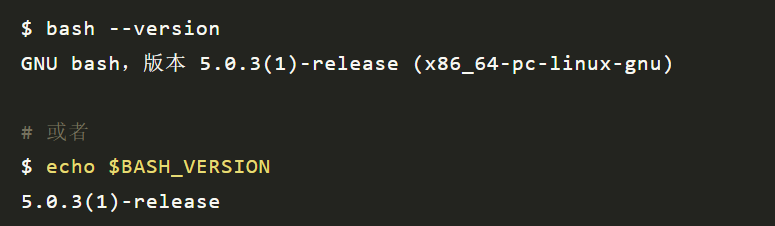 $ bash --version
GNU bash，版本 5.0.3(1)-release (x86_64-pc-linux-gnu)
# 或者
$ echo $BASH_VERSION
5.0.3(1)-release